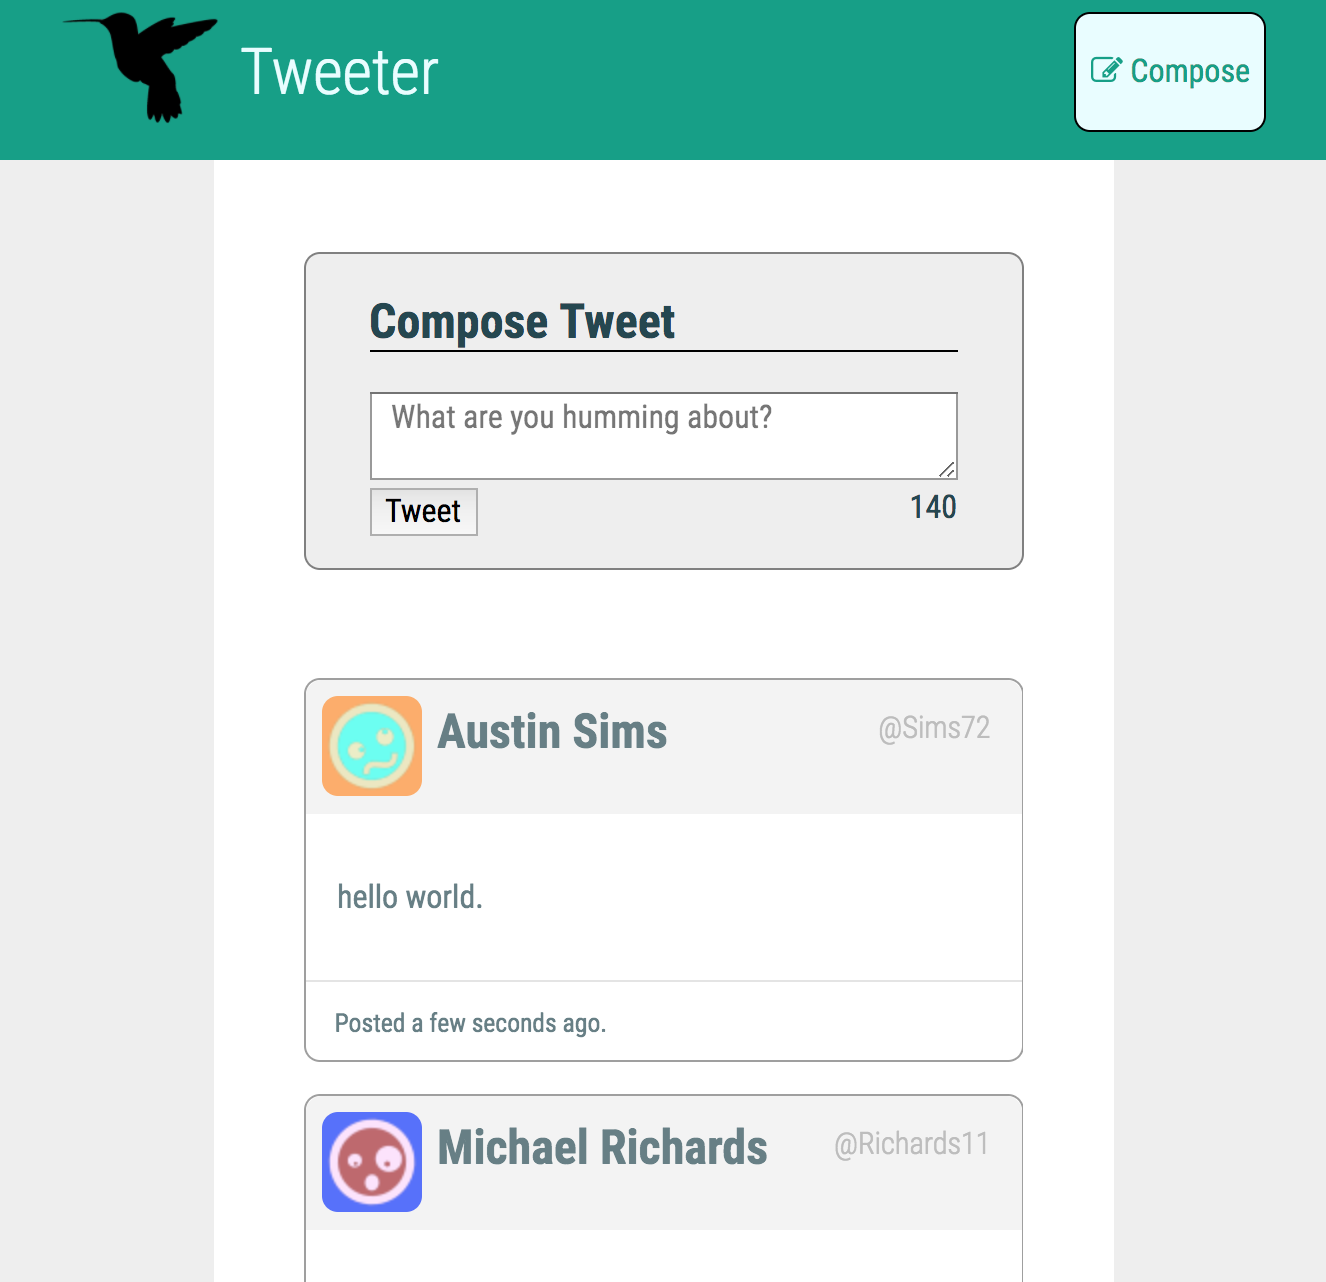 Tweeter
Compose
Compose Tweet
What are you humming about?
Tweet
140
Austin Sims
@Sims72
hello world.
Posted a few seconds ago.
Michael Richards
@Richards11